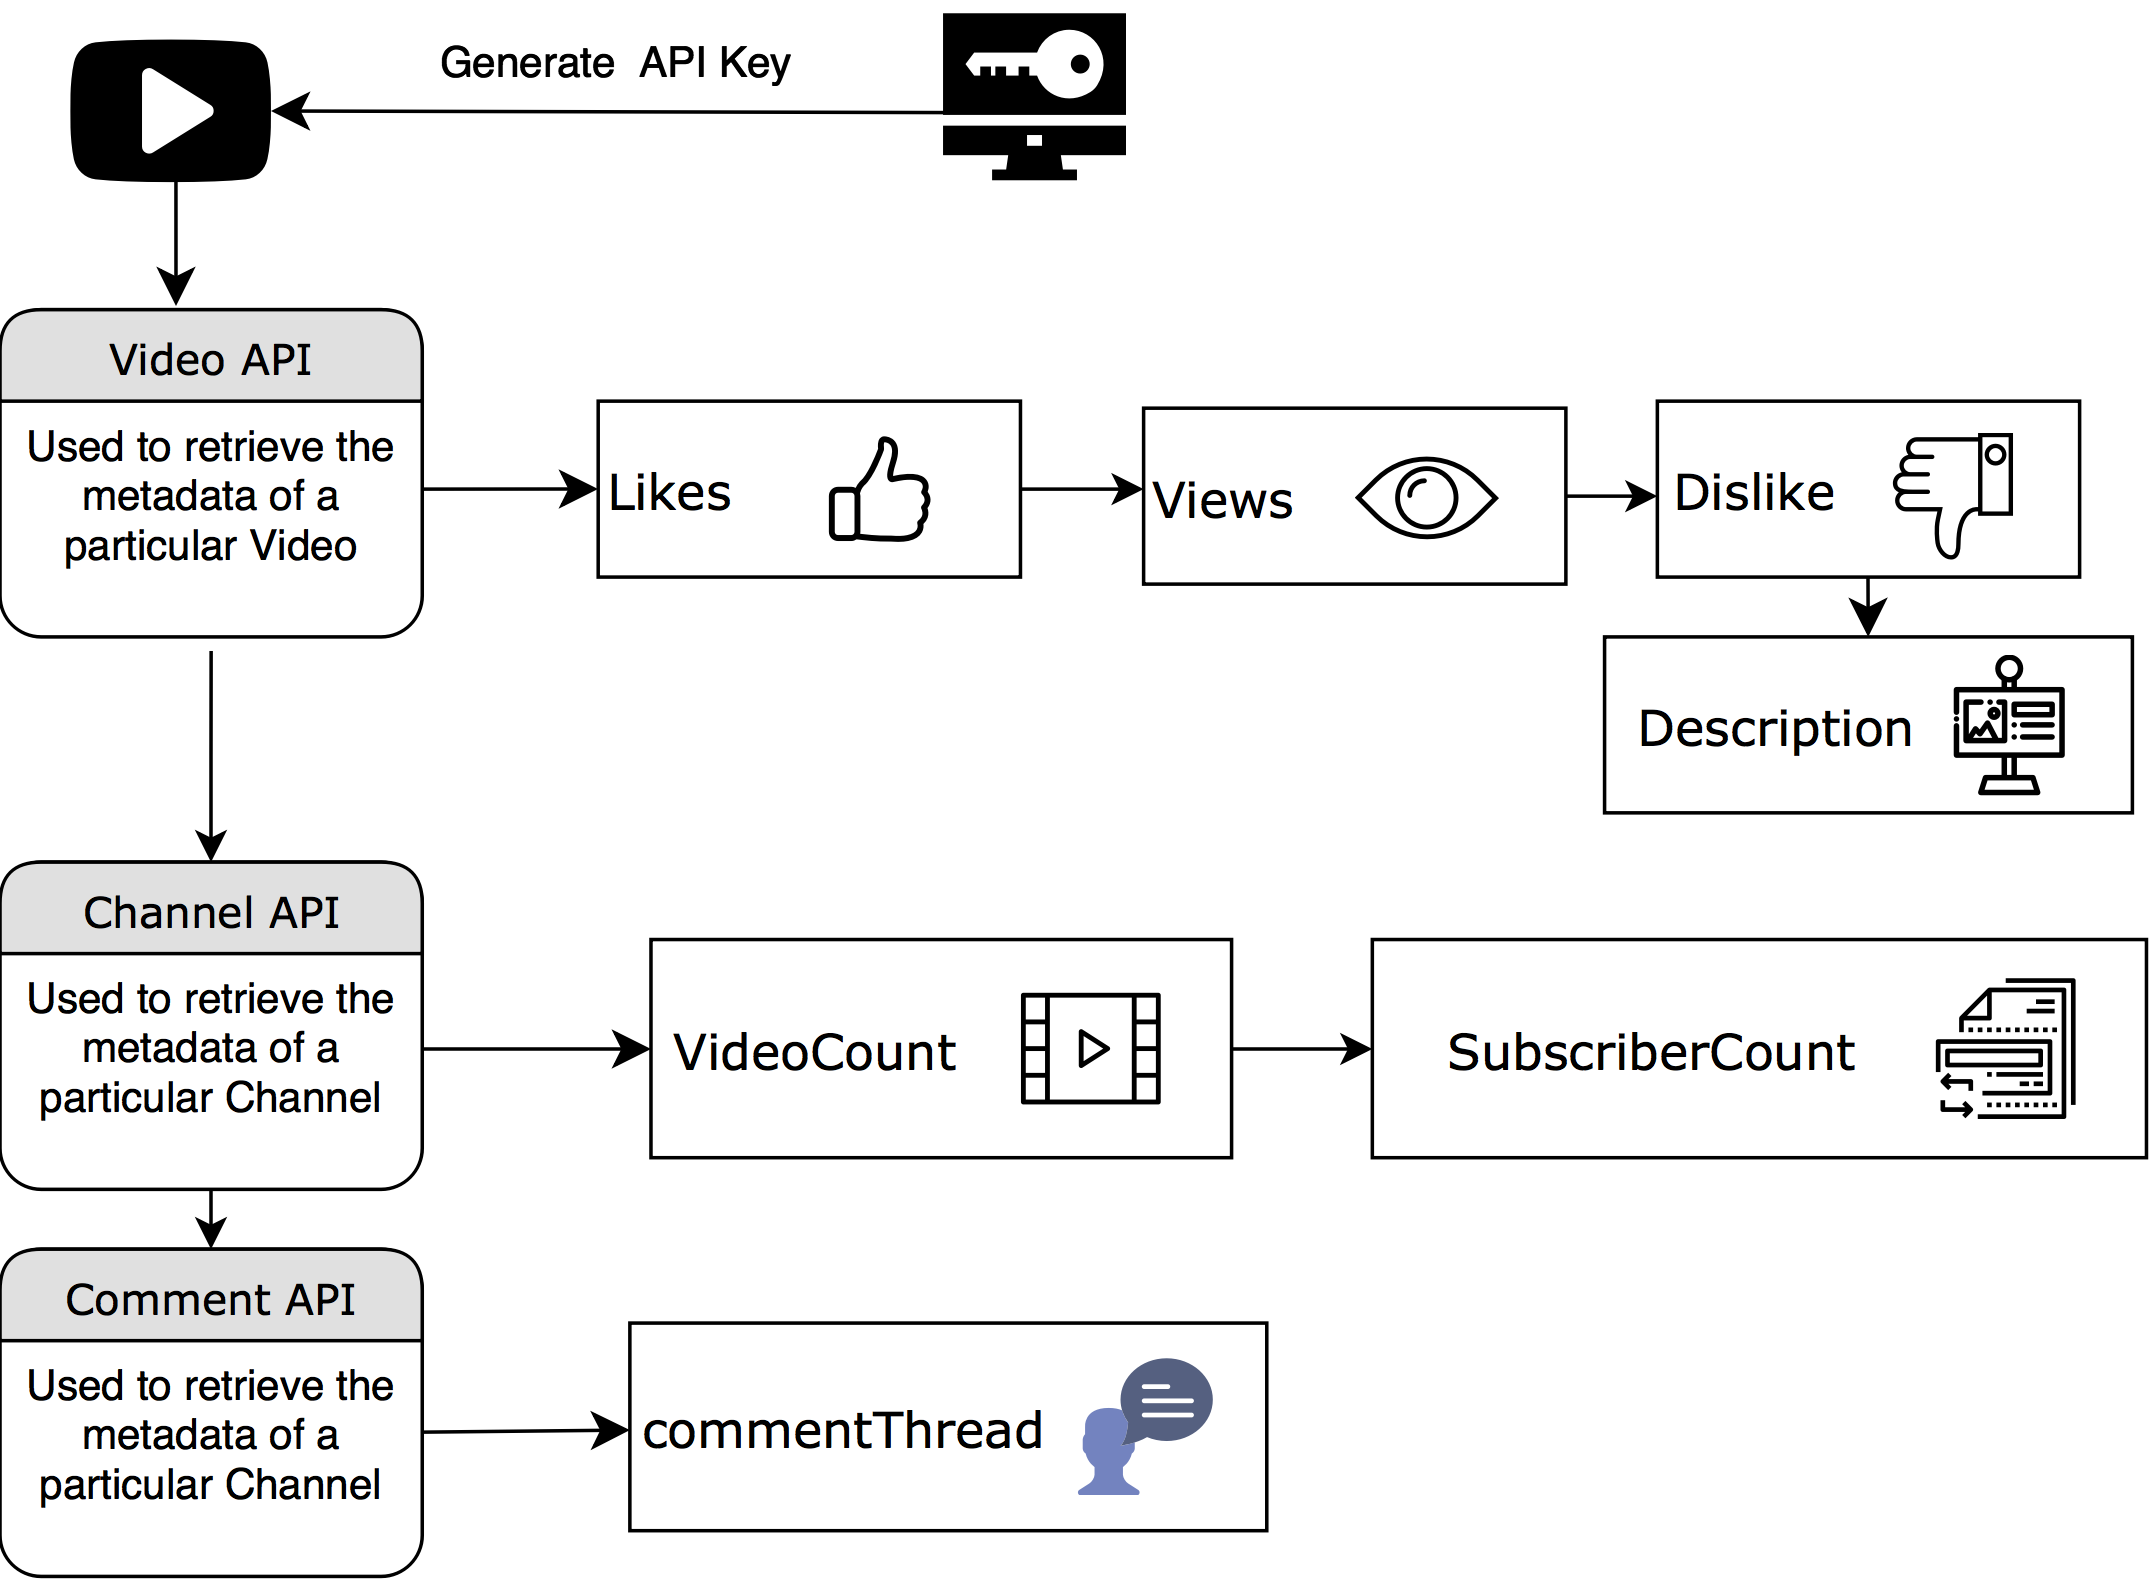 Generate  API Key
Video API
Used to retrieve the
metadata of a
particular Video
Likes
Views
Dislike
Description
Channel API
Used to retrieve the
metadata of a
particular Channel
VideoCount
SubscriberCount
Comment API
Used to retrieve the
metadata of a
particular Channel
commentThread